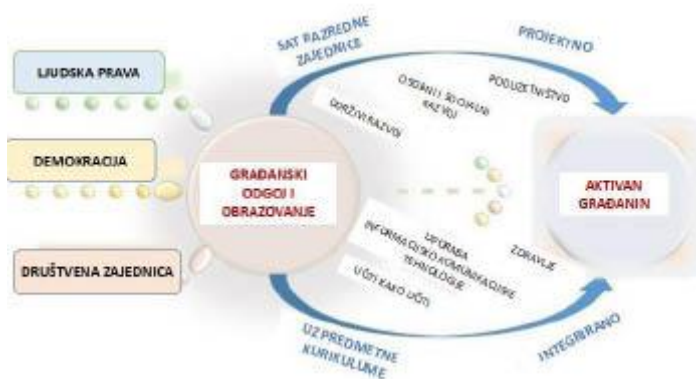 LJUDSKA PRAVA
DEMOKRACIJA
DRUŠTVENA ZAJEDNICA
GRAĐANSKI
ODGOJ I
OBRAZOVANJE
SAT RAZREDNE
ZAJEDNICE
PROJEKTNO
ODRŽIVI RAZVOJ
OSOBNI I SOCIJALNI
RAZVOJ
PODUZETNIŠTVO
UPORABA
INFORMACIJSKO KOMUNIKACIJSKE
TEHNOLOGIJE
UČITI KAKO UČITI
ZDRAVLJE
UZ PREDMETNE
KURIKULUME
INTEGRIRANO
AKTIVAN
GRAĐANIN